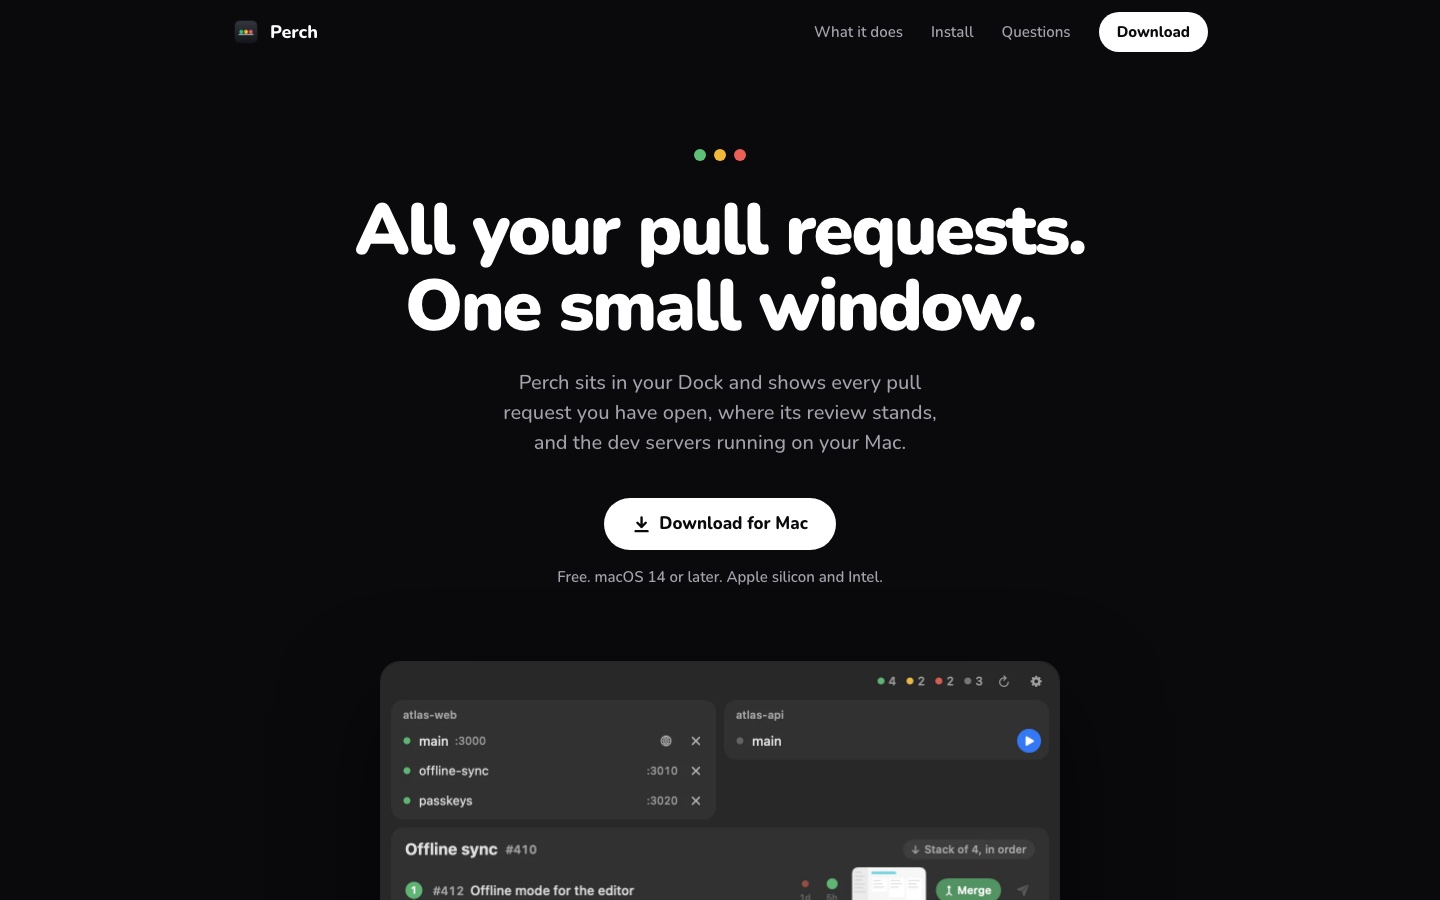 Perch
What it does
Install
Questions
Download
All your pull requests.
One small window.
Perch sits in your Dock and shows every pull
request you have open, where its review stands,
and the dev servers running on your Mac.
Download for Mac
Free. macOS 14 or later. Apple silicon and Intel.
4 2 2 3
atlas-web
main :3000
offline-sync :3010
passkeys :3020
atlas-api
main
Offline sync #410
Stack of 4, in order
1 #412 Offline mode for the editor
1d 5h
Merge